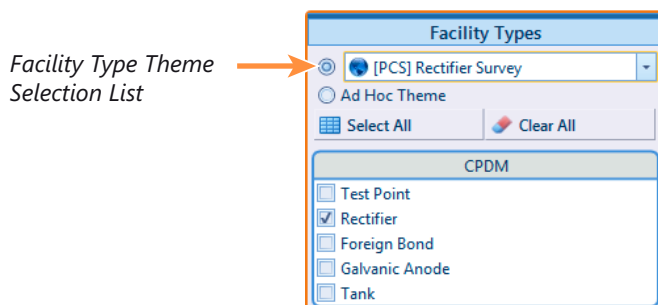 Facility Types
Facility Type Theme
Selection List
[PCS] Rectifier Survey
Ad Hoc Theme
Select All
Clear All
CPDM
Test Point
Rectifier
Foreign Bond
Galvanic Anode
Tank